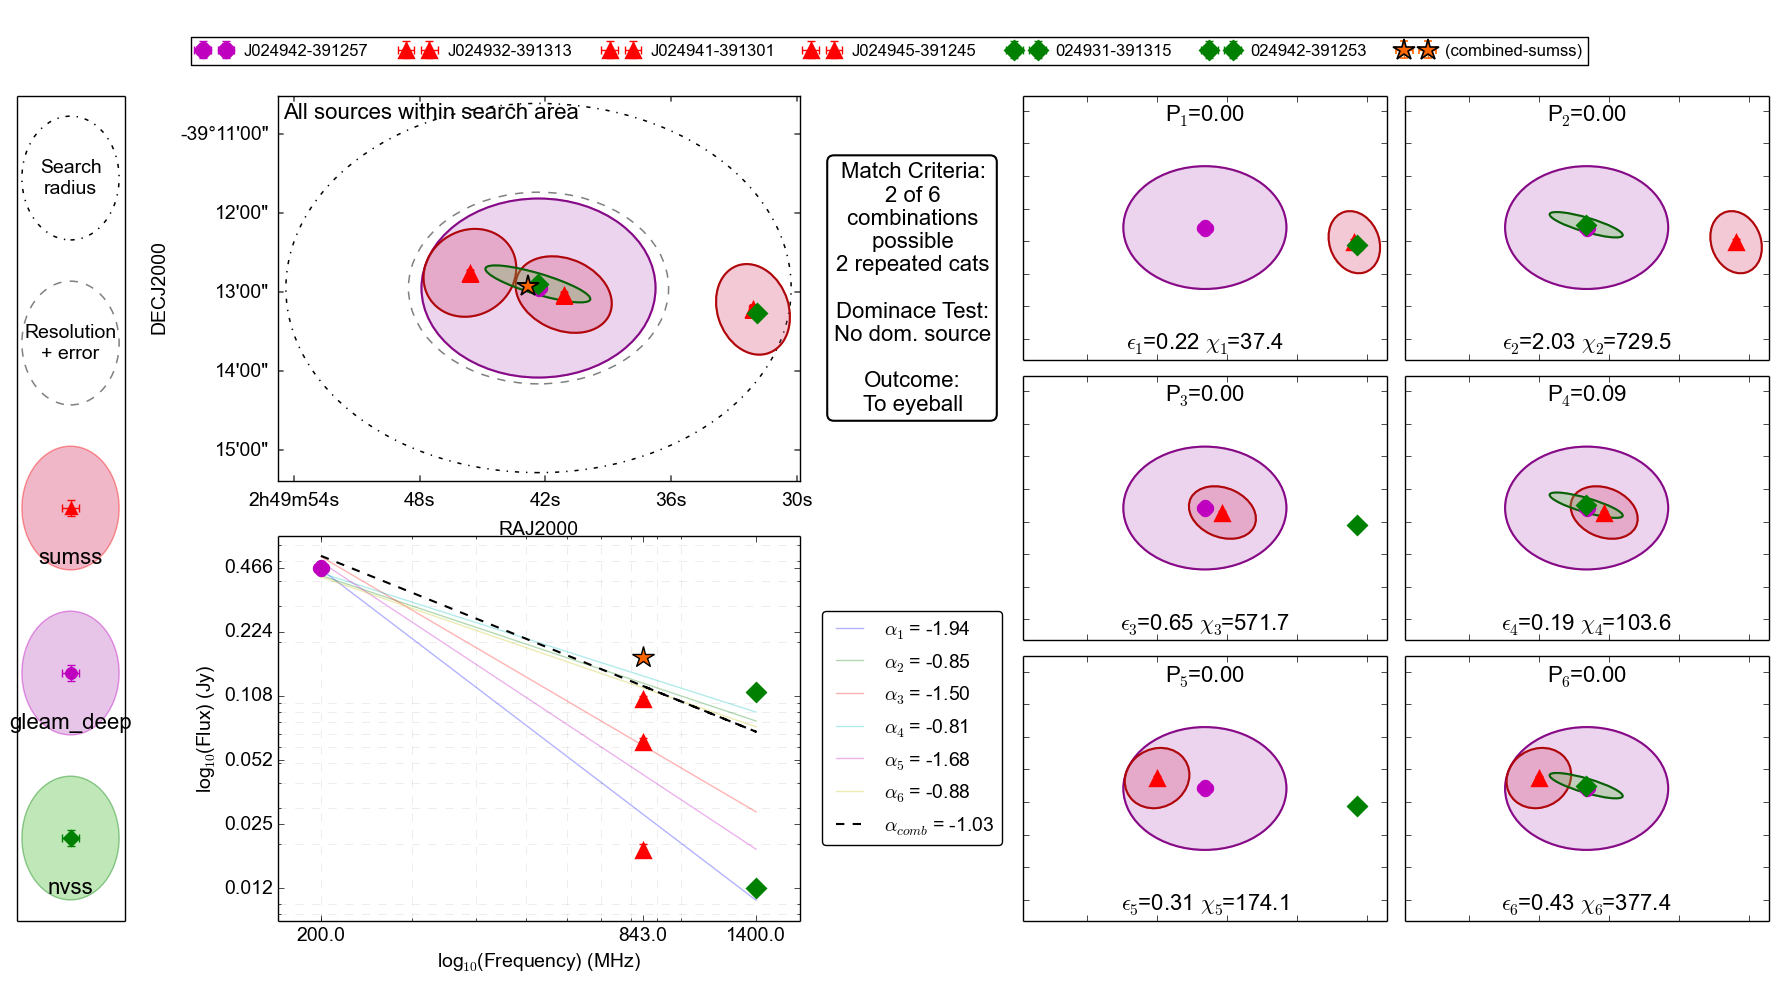 J024942-391257 J024932-391313 J024941-391301 J024945-391245 024931-391315 024942-391253 (combined-sumss)
Search
radius
Resolution
+ error
sumss
gleam_deep
nvss
All sources within search area
-39°11'00"
12'00"
13'00"
14'00"
15'00"
DECJ2000
2h49m54s 48s 42s 36s 30s
RAJ2000
Match Criteria:
2 of 6
combinations
possible
2 repeated cats
Dominace Test:
No dom. source
Outcome:
To eyeball
0.466
0.224
0.108
0.052
0.025
0.012
log10(Flux) (Jy)
200.0 843.0 1400.0
log10(Frequency) (MHz)
α1 = -1.94
α2 = -0.85
α3 = -1.50
α4 = -0.81
α5 = -1.68
α6 = -0.88
αcomb = -1.03
P1=0.00
ϵ1=0.22 χ1=37.4
P2=0.00
ϵ2=2.03 χ2=729.5
P3=0.00
ϵ3=0.65 χ3=571.7
P4=0.09
ϵ4=0.19 χ4=103.6
P5=0.00
ϵ5=0.31 χ5=174.1
P6=0.00
ϵ6=0.43 χ6=377.4